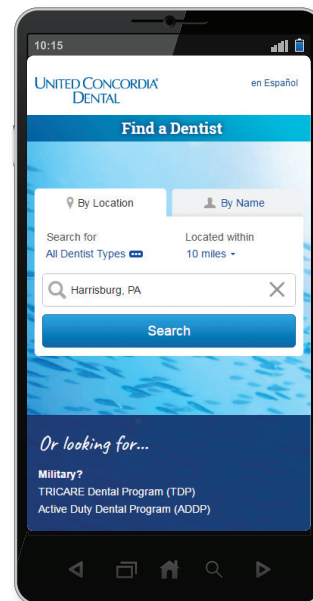 10:15
UNITED CONCORDIA®
DENTAL
en Español
Find a Dentist
By Location
By Name
Search for
Located within
All Dentist Types
10 miles
Harrisburg, PA
Search
Or looking for...
Military?
TRICARE Dental Program (TDP)
Active Duty Dental Program (ADDP)